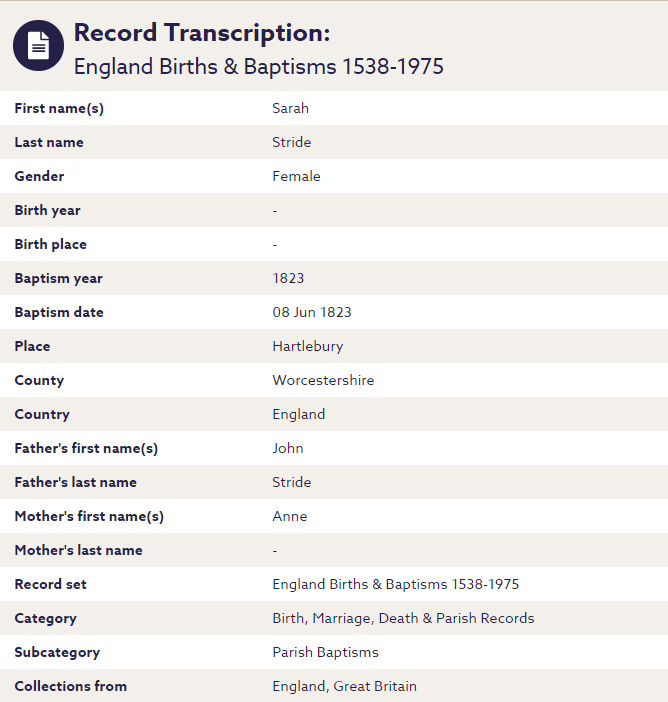 Record Transcription:
England Births & Baptisms 1538-1975
First name(s) Sarah
Last name Stride
Gender Female
Birth year -
Birth place -
Baptism year 1823
Baptism date 08 Jun 1823
Place Hartlebury
County Worcestershire
Country England
Father's first name(s) John
Father's last name Stride
Mother's first name(s) Anne
Mother's last name -
Record set England Births & Baptisms 1538-1975
Category Birth, Marriage, Death & Parish Records
Subcategory Parish Baptisms
Collections from England, Great Britain